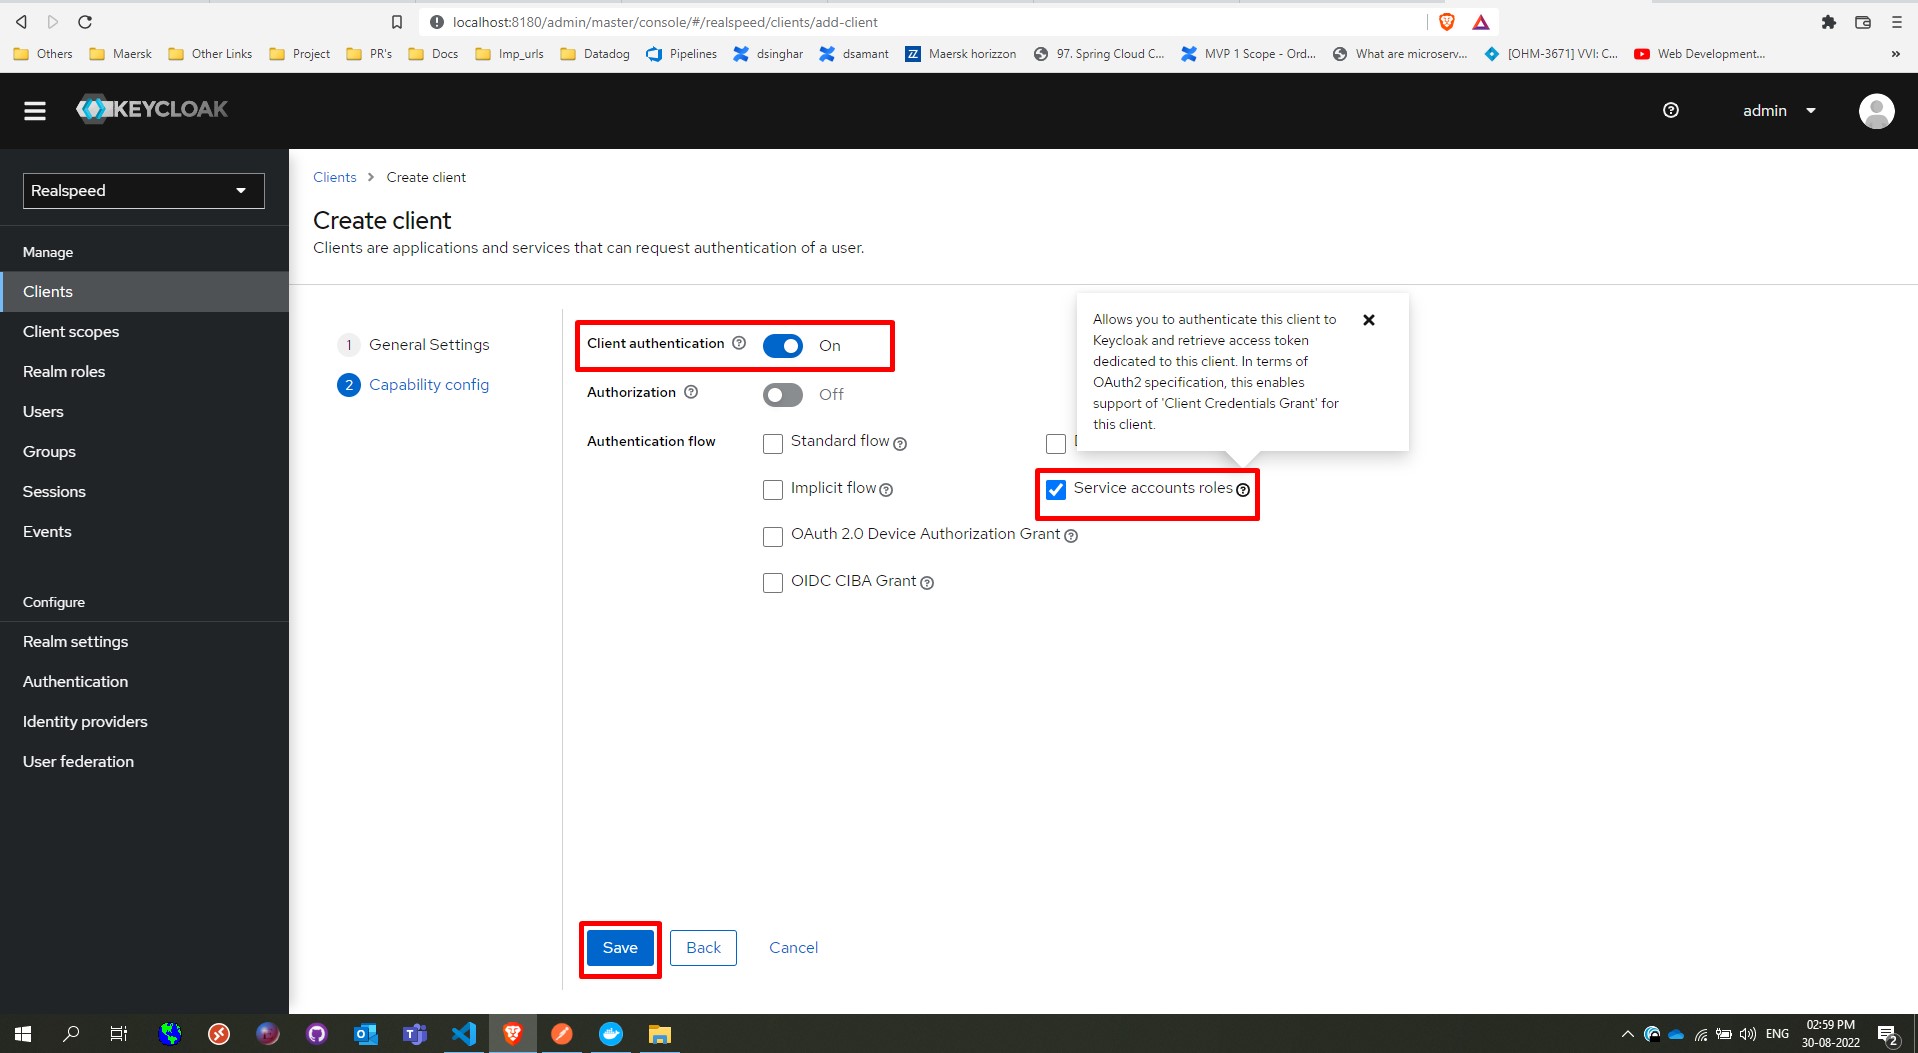 localhost:8180/admin/master/console/#/realspeed/clients/add-client
Others
Maersk
Other Links
Project
PR's
Docs
Imp_urls
Datadog
Pipelines
dsinghar
dsamant
Maersk horizzon
97. Spring Cloud C...
MVP 1 Scope - Ord...
What are microserv...
[OHM-3671] VVI: C...
Web Development...
»
KEYCLOAK
admin
Realspeed
Manage
Clients
Client scopes
Realm roles
Users
Groups
Sessions
Events
Configure
Realm settings
Authentication
Identity providers
User federation
Clients > Create client
Create client
Clients are applications and services that can request authentication of a user.
1 General Settings
2 Capability config
Client authentication
On
Authorization
Off
Authentication flow
Standard flow
Implicit flow
Service accounts roles
OAuth 2.0 Device Authorization Grant
OIDC CIBA Grant
Allows you to authenticate this client to
Keycloak and retrieve access token
dedicated to this client. In terms of
OAuth2 specification, this enables
support of 'Client Credentials Grant' for
this client.
Save
Back
Cancel
ENG
02:59 PM
30-08-2022
2